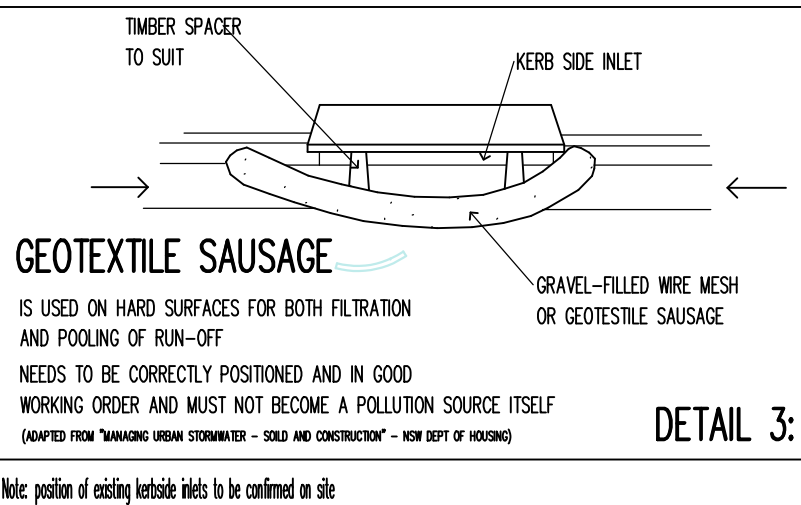 TIMBER SPACER
TO SUIT
KERB SIDE INLET
GEOTEXTILE SAUSAGE
GRAVEL-FILLED WIRE MESH
OR GEOTESTILE SAUSAGE
IS USED ON HARD SURFACES FOR BOTH FILTRATION
AND POOLING OF RUN-OFF
NEEDS TO BE CORRECTLY POSITIONED AND IN GOOD
WORKING ORDER AND MUST NOT BECOME A POLLUTION SOURCE ITSELF
(ADAPTED FROM "MANAGING URBAN STORMWATER - SOILD AND CONSTRUCTION" - NSW DEPT OF HOUSING)
DETAIL 3:
Note: position of existing kerbside inlets to be confirmed on site